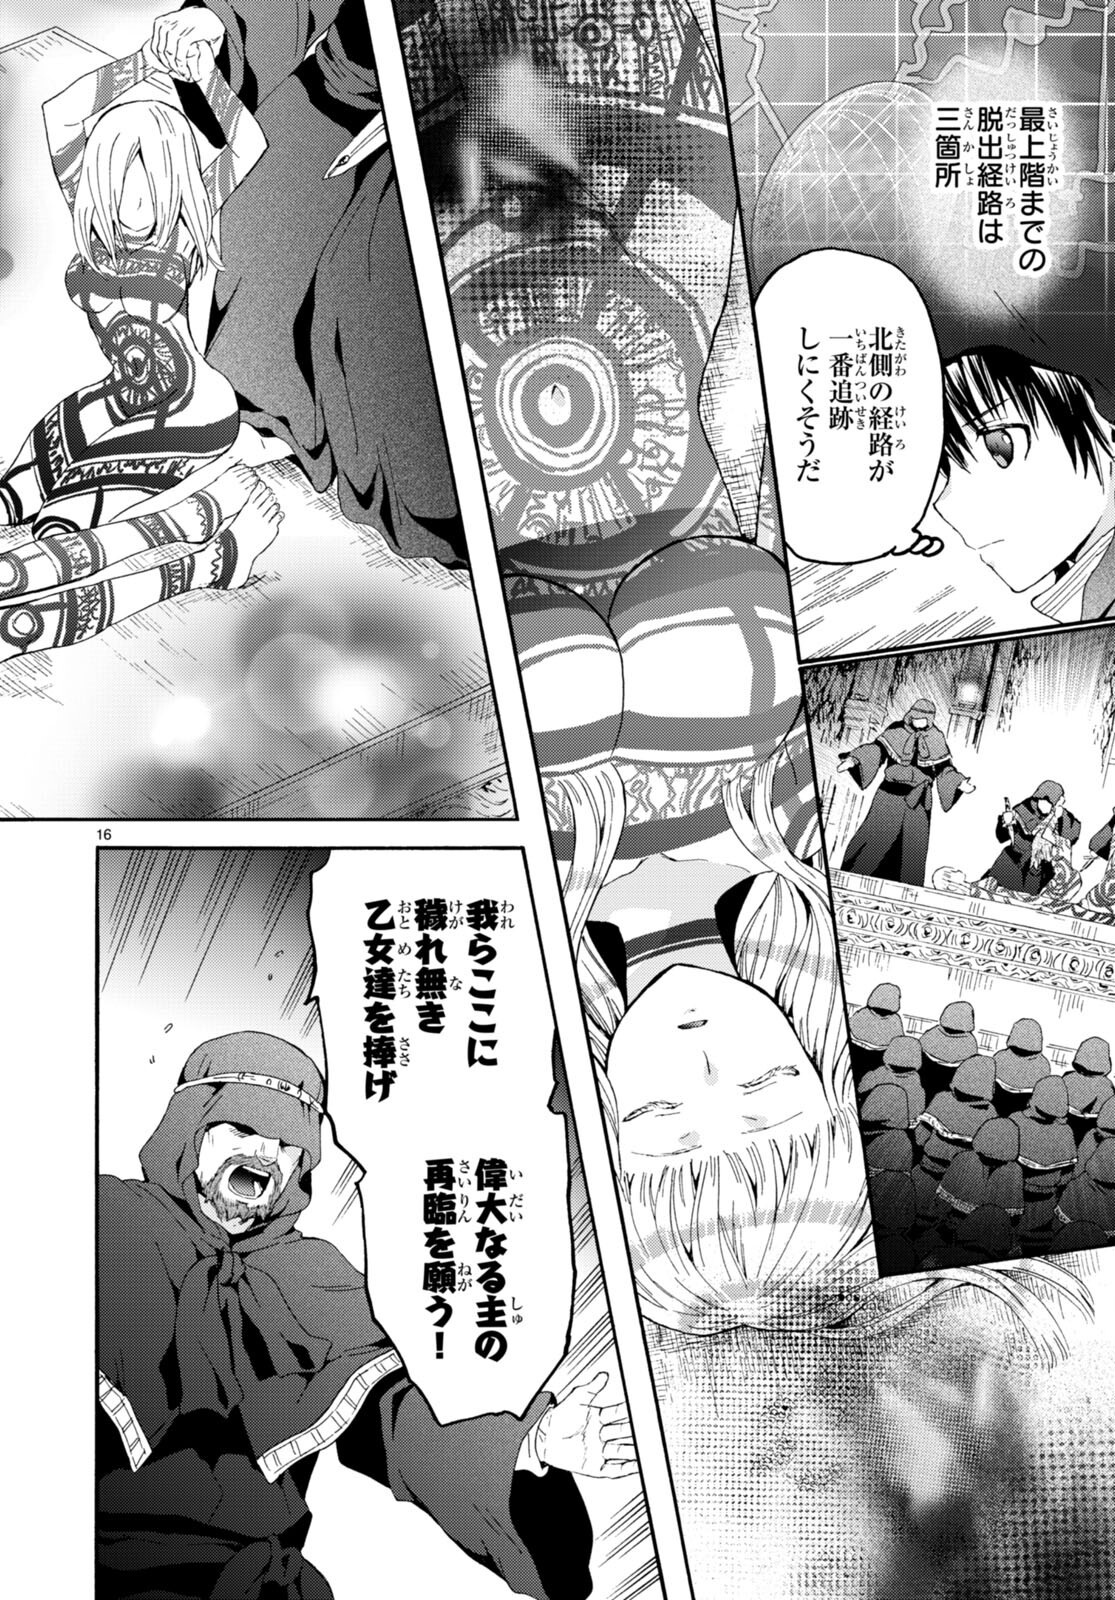 最上階までの
脱出経路は
三箇所
北側の経路が
一番追跡
しにくそうだ
我らここに
穢れ無き
乙女達を捧げ
偉大なる主の
再臨を願う！
16